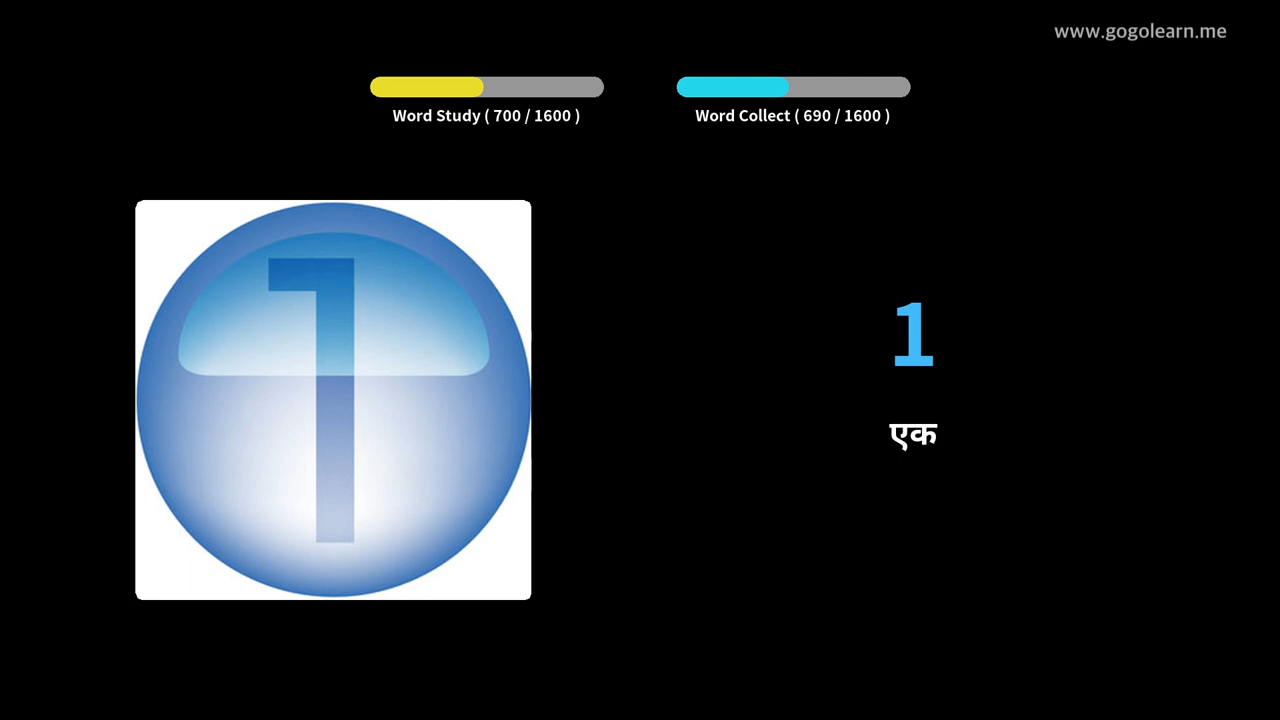 www.gogolearn.me
Word Study ( 700 / 1600 )
Word Collect ( 690 / 1600 )
1
1
एक